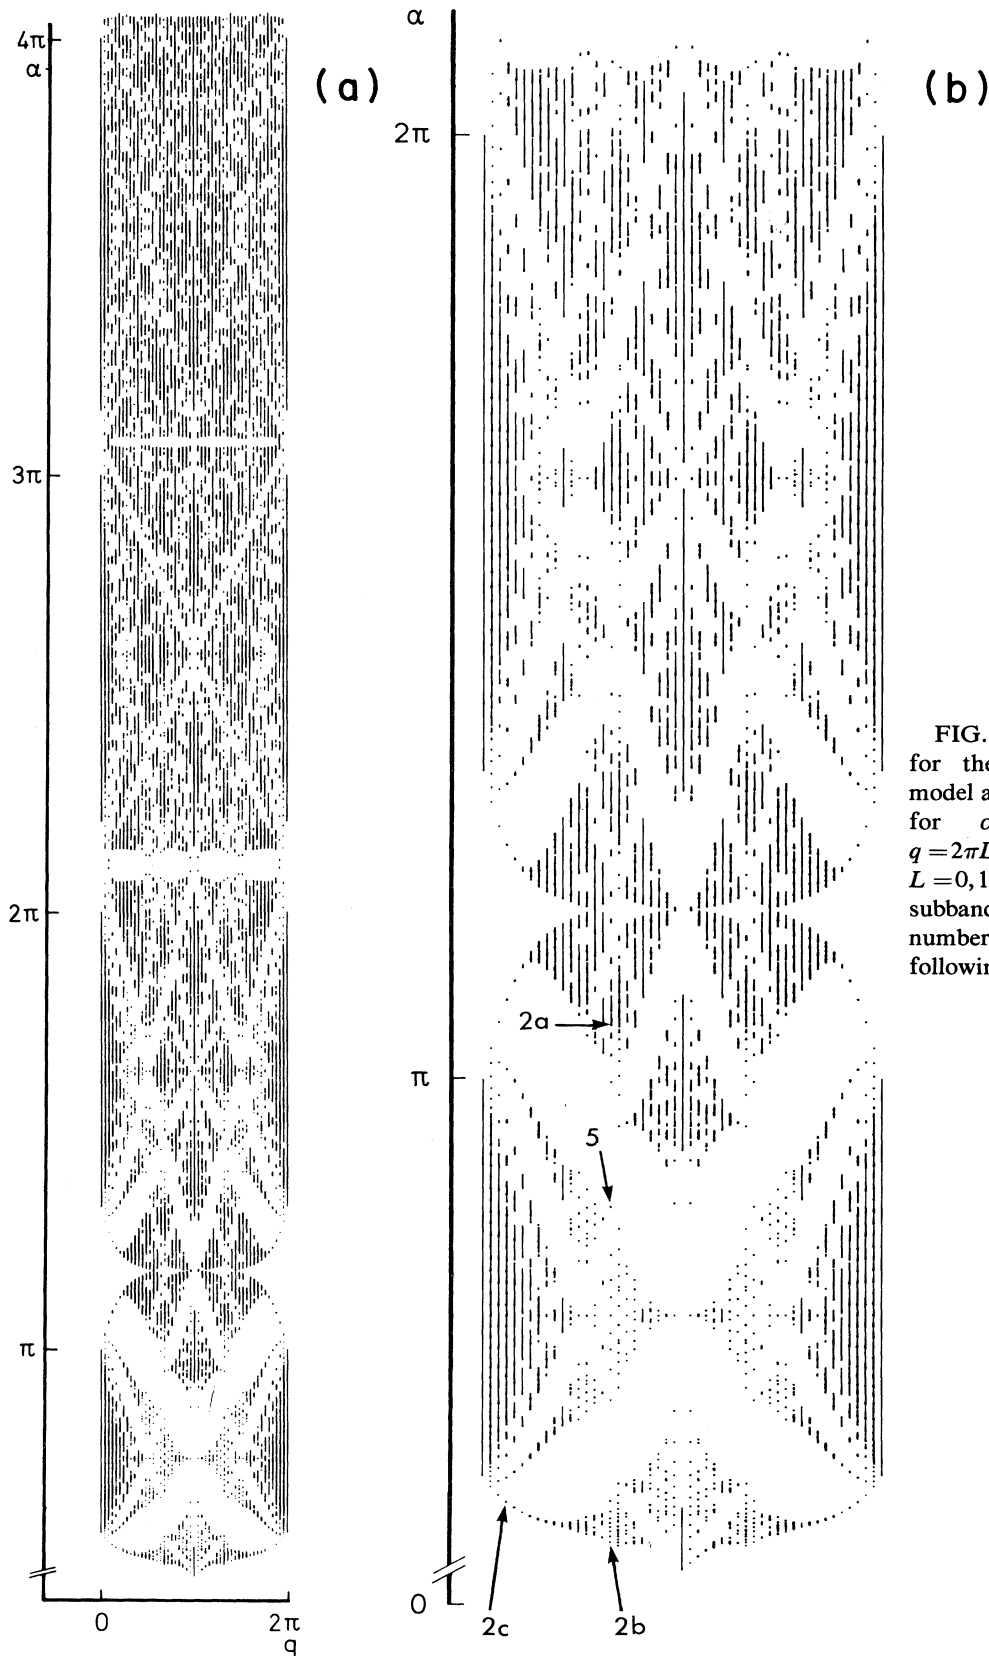 4π
α
(a)
3π
2π
π
0
2π
q
α
(b)
2π
2a
π
5
0
2c
2b
FIG.
for the
model a
for
q = 2πL
L = 0, 1
subband
number
followin